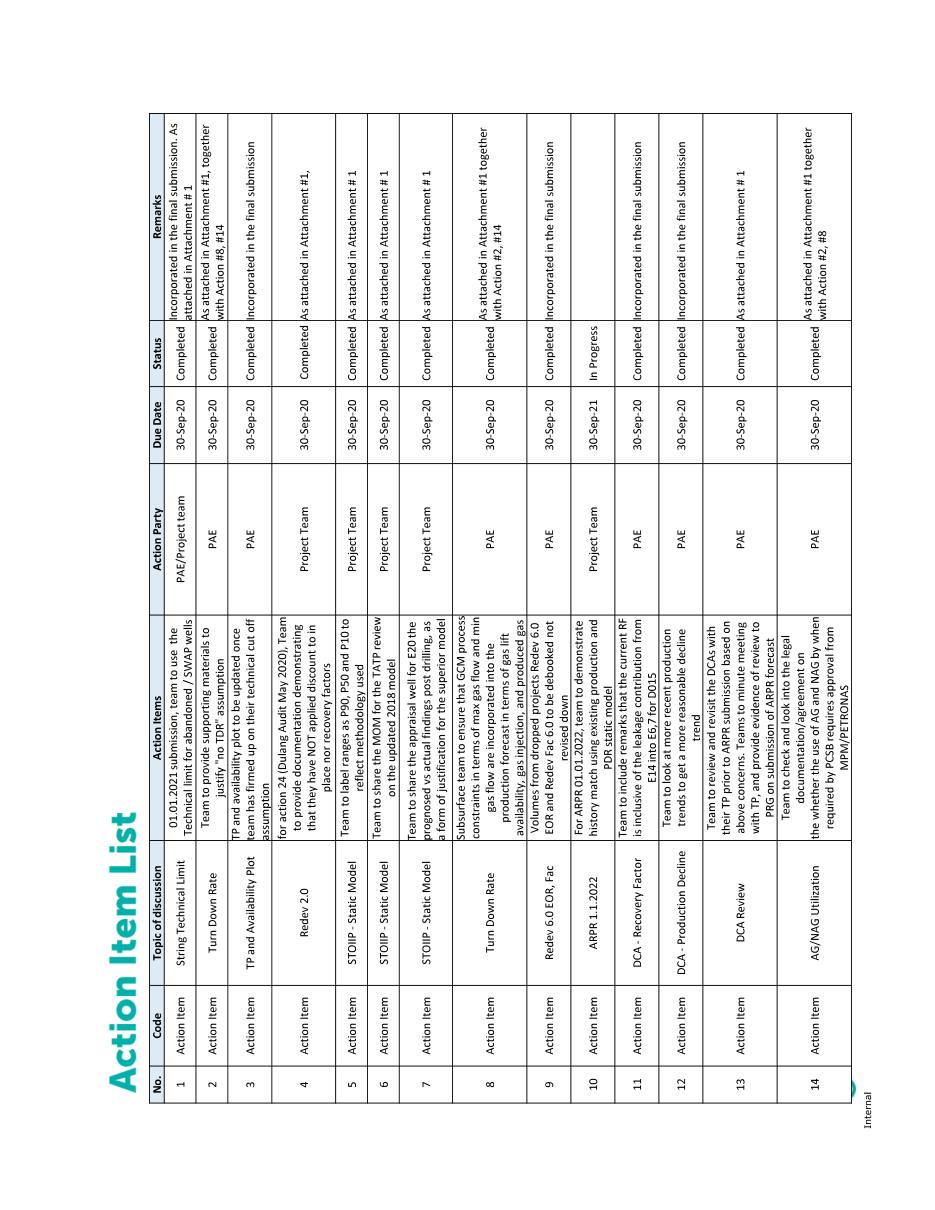 Action Item List
No. Code Topic of discussion Action Items Action Party Due Date Status Remarks
1 Action Item String Technical Limit 01.01.2021 submission, team to use the
Technical limit for abandoned / SWAP wells PAE/Project team 30-Sep-20 Completed Incorporated in the final submission. As
attached in Attachment # 1
2 Action Item Turn Down Rate Team to provide supporting materials to
justify "no TDR" assumption PAE 30-Sep-20 Completed As attached in Attachment #1, together
with Action #8, #14
3 Action Item TP and Availability Plot TP and availability plot to be updated once
team has firmed up on their technical cut off
assumption PAE 30-Sep-20 Completed Incorporated in the final submission
4 Action Item Redev 2.0 for action 24 (Dulang Audit May 2020), Team
to provide documentation demonstrating
that they have NOT applied discount to in
place nor recovery factors Project Team 30-Sep-20 Completed As attached in Attachment #1,
5 Action Item STOIIP - Static Model Team to label ranges as P90, P50 and P10 to
reflect methodology used Project Team 30-Sep-20 Completed As attached in Attachment # 1
6 Action Item STOIIP - Static Model Team to share the MOM for the TATP review
on the updated 2018 model Project Team 30-Sep-20 Completed As attached in Attachment # 1
7 Action Item STOIIP - Static Model Team to share the appraisal well for E20 the
prognosed vs actual findings post drilling, as
a form of justification for the superior model Project Team 30-Sep-20 Completed As attached in Attachment # 1
8 Action Item Turn Down Rate Subsurface team to ensure that GCM process
constraints in terms of max gas flow and min
gas flow are incorporated into the
production forecast in terms of gas lift
availability, gas injection, and produced gas PAE 30-Sep-20 Completed As attached in Attachment #1 together
with Action #2, #14
9 Action Item Redev 6.0 EOR, Fac Volumes from dropped projects Redev 6.0
EOR and Redev Fac 6.0 to be debooked not
revised down PAE 30-Sep-20 Completed Incorporated in the final submission
10 Action Item ARPR 1.1.2022 For ARPR 01.01.2022, team to demonstrate
history match using existing production and
PDR static model Project Team 30-Sep-21 In Progress
11 Action Item DCA - Recovery Factor Team to include remarks that the current RF
is inclusive of the leakage contribution from
E14 into E6,7 for D015 PAE 30-Sep-20 Completed Incorporated in the final submission
12 Action Item DCA - Production Decline Team to look at more recent production
trends to get a more reasonable decline
trend PAE 30-Sep-20 Completed Incorporated in the final submission
13 Action Item DCA Review Team to review and revisit the DCAs with
their TP prior to ARPR submission based on
above concerns. Teams to minute meeting
with TP, and provide evidence of review to
PRG on submission of ARPR forecast PAE 30-Sep-20 Completed As attached in Attachment # 1
14 Action Item AG/NAG Utilization Team to check and look into the legal
documentation/agreement on
the whether the use of AG and NAG by when
required by PCSB requires approval from
MPM/PETRONAS PAE 30-Sep-20 Completed As attached in Attachment #1 together
with Action #2, #8
Internal